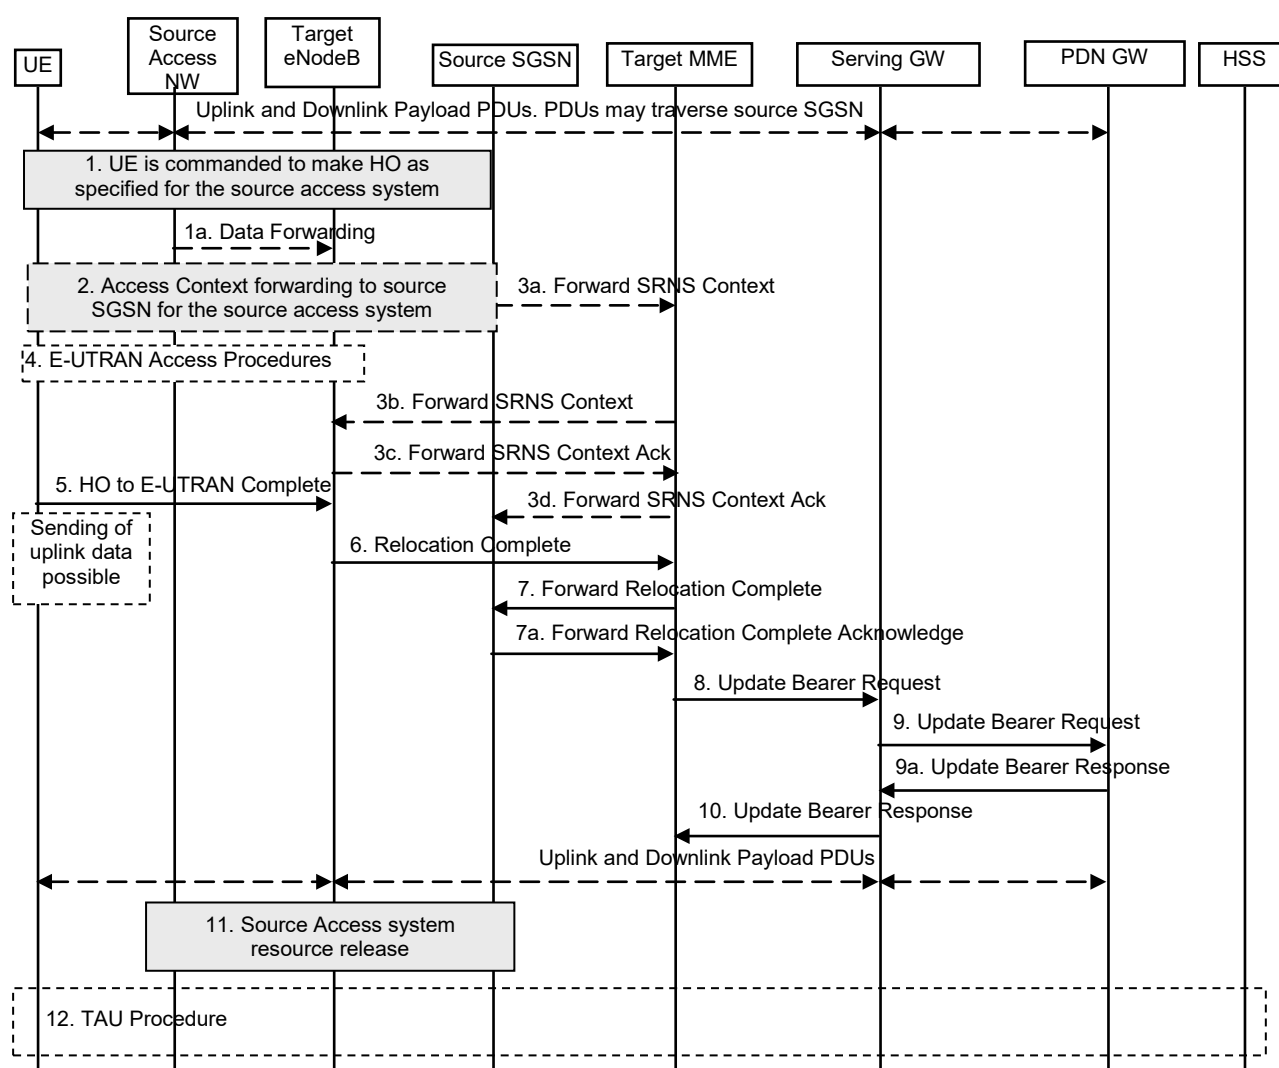 UE
Source
Access
NW
Target
eNodeB
Source SGSN
Target MME
Serving GW
PDN GW
HSS
Uplink and Downlink Payload PDUs. PDUs may traverse source SGSN
1. UE is commanded to make HO as
specified for the source access system
1a. Data Forwarding
2. Access Context forwarding to source
SGSN for the source access system
3a. Forward SRNS Context
4. E-UTRAN Access Procedures
3b. Forward SRNS Context
3c. Forward SRNS Context Ack
5. HO to E-UTRAN Complete
3d. Forward SRNS Context Ack
Sending of
uplink data
possible
6. Relocation Complete
7. Forward Relocation Complete
7a. Forward Relocation Complete Acknowledge
8. Update Bearer Request
9. Update Bearer Request
9a. Update Bearer Response
10. Update Bearer Response
Uplink and Downlink Payload PDUs
11. Source Access system
resource release
12. TAU Procedure